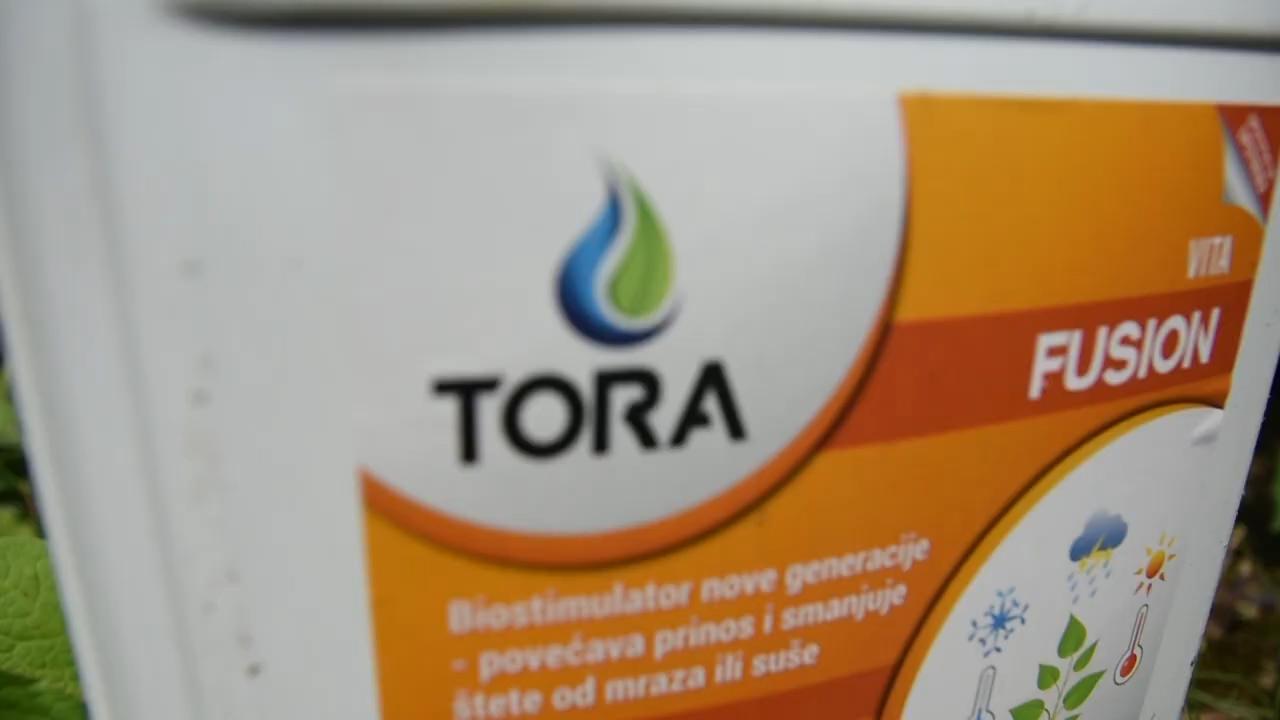 TORA
VITA
FUSION
Biostimulator nove generacije
- povećava prinos i smanjuje
štete od mraza ili suše